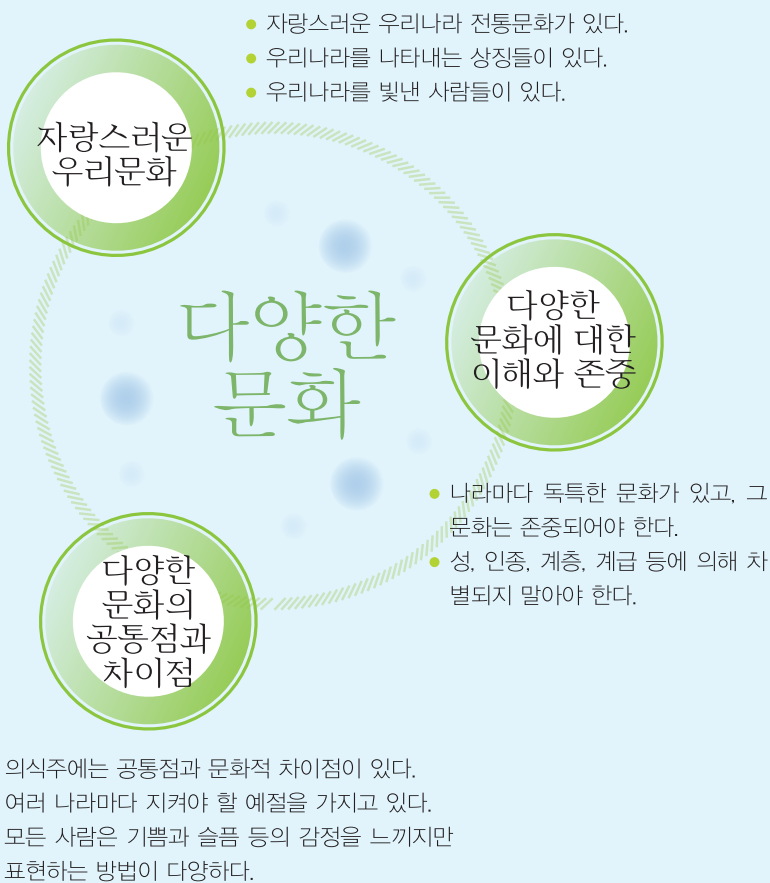 자랑스러운 우리나라 전통문화가 있다.
우리나라를 나타내는 상징들이 있다.
우리나라를 빛낸 사람들이 있다.
자랑스러운
우리문화
다양한
문화
다양한
문화에 대한
이해와 존중
나라마다 독특한 문화가 있고, 그
문화는 존중되어야 한다.
성, 인종, 계층, 계급 등에 의해 차
별되지 말아야 한다.
다양한
문화의
공통점과
차이점
의식주에는 공통점과 문화적 차이점이 있다.
여러 나라마다 지켜야 할 예절을 가지고 있다.
모든 사람은 기쁨과 슬픔 등의 감정을 느끼지만
표현하는 방법이 다양하다.